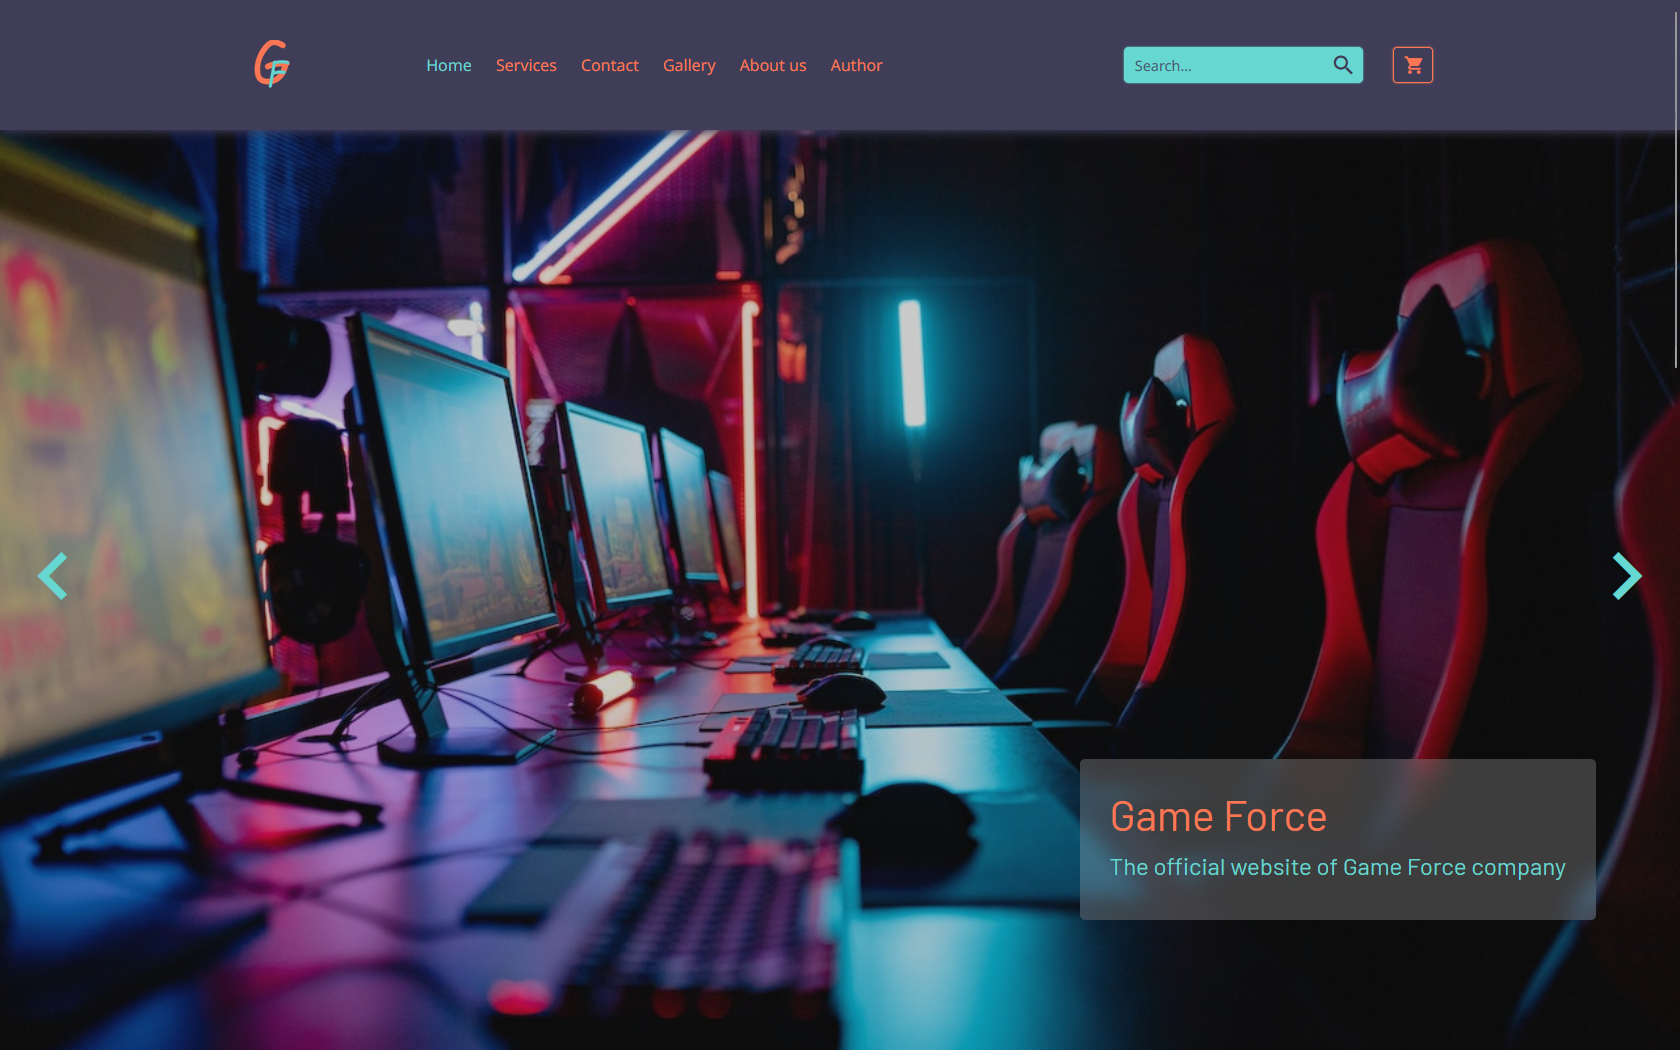 GF
Home Services Contact Gallery About us Author
Search...
Game Force
The official website of Game Force company